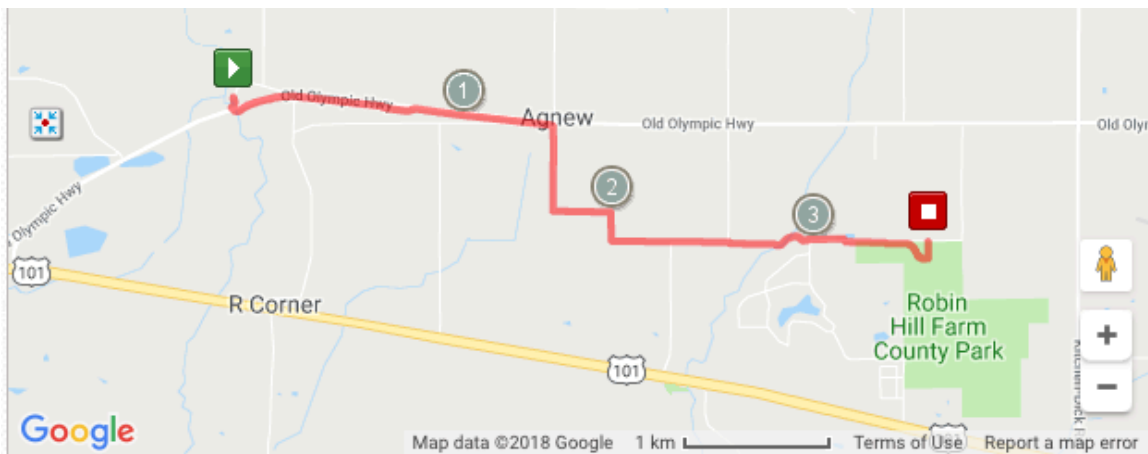 1
Old Olympic Hwy
Agnew
Old Olympic Hwy
Old Oly
2
3
Olympic Hwy
101
R Corner
Robin
Hill Farm
County Park
101
Google
Map data ©2018 Google
1 km
Terms of Use
Report a map error